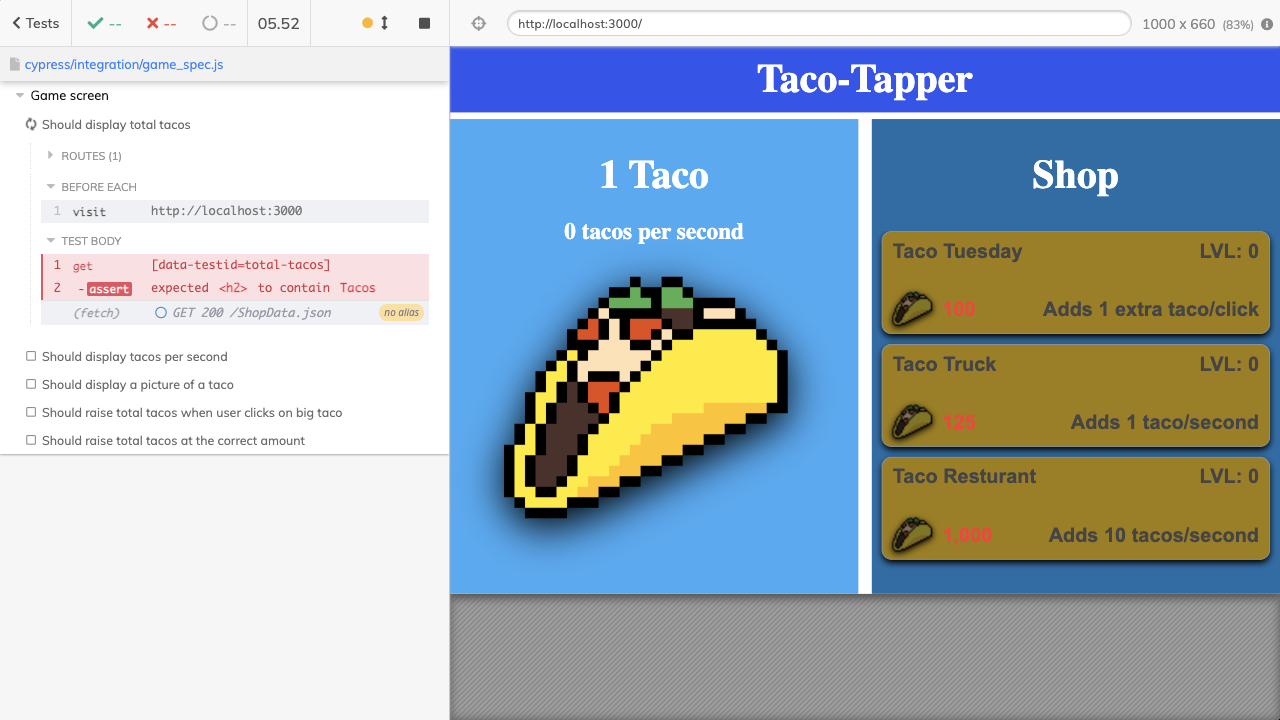 Tests
--
--
--
05.52
http://localhost:3000/
1000 x 660 (83%)
cypress/integration/game_spec.js
Game screen
Should display total tacos
ROUTES (1)
BEFORE EACH
1 visit http://localhost:3000
TEST BODY
1 get [data-testid=total-tacos]
2 -assert expected <h2> to contain Tacos
(fetch) GET 200 /ShopData.json no alias
Should display tacos per second
Should display a picture of a taco
Should raise total tacos when user clicks on big taco
Should raise total tacos at the correct amount
Taco-Tapper
1 Taco
0 tacos per second
Shop
Taco Tuesday LVL: 0
100 Adds 1 extra taco/click
Taco Truck LVL: 0
125 Adds 1 taco/second
Taco Resturant LVL: 0
1,000 Adds 10 tacos/second